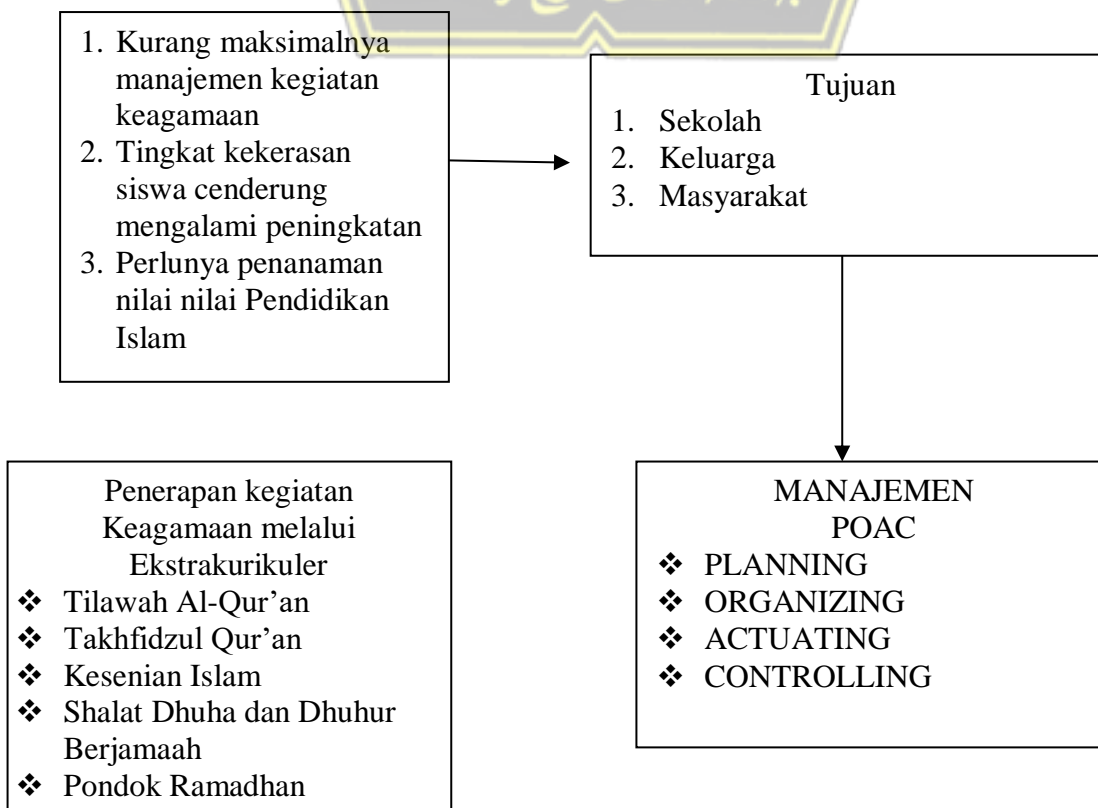 1. Kurang maksimalnya
manajemen kegiatan
keagamaan
2. Tingkat kekerasan
siswa cenderung
mengalami peningkatan
3. Perlunya penanaman
nilai nilai Pendidikan
Islam
Tujuan
1. Sekolah
2. Keluarga
3. Masyarakat
Penerapan kegiatan
Keagamaan melalui
Ekstrakurikuler
❖ Tilawah Al-Qur’an
❖ Takhfidzul Qur’an
❖ Kesenian Islam
❖ Shalat Dhuha dan Dhuhur
Berjamaah
❖ Pondok Ramadhan
MANAJEMEN
POAC
❖ PLANNING
❖ ORGANIZING
❖ ACTUATING
❖ CONTROLLING